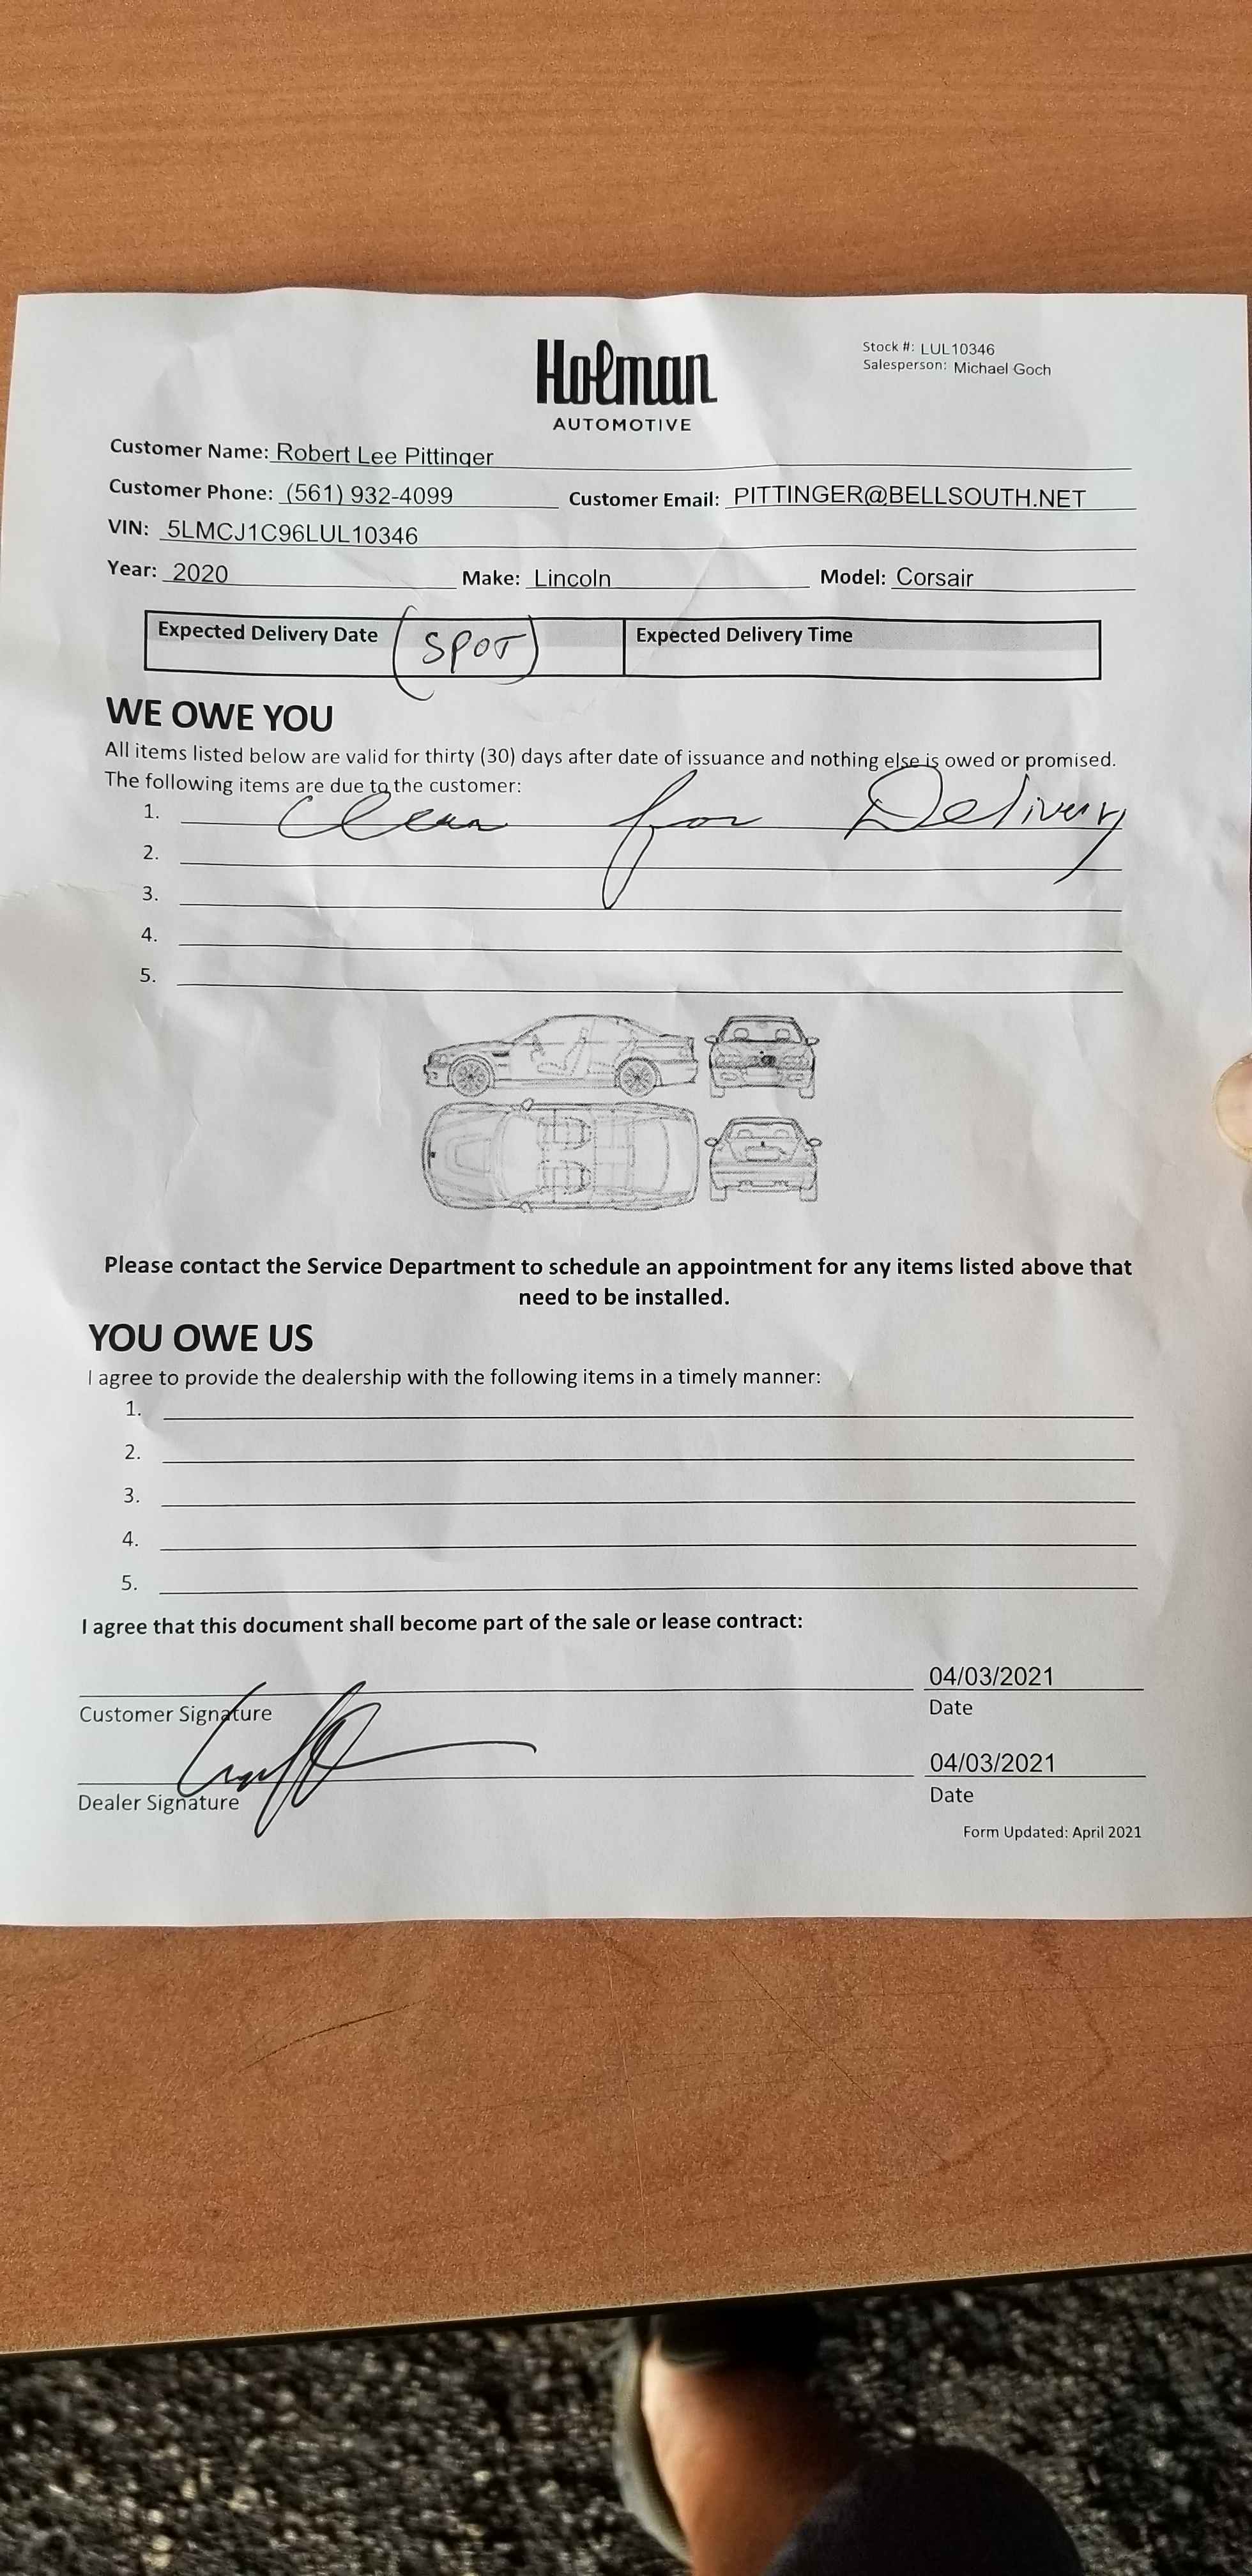 Holman
AUTOMOTIVE
Stock #: LUL10346
Salesperson: Michael Goch
Customer Name: Robert Lee Pittinger
Customer Phone: (561) 932-4099 Customer Email: PITTINGER@BELLSOUTH.NET
VIN: 5LMCJ1C96LUL10346
Year: 2020 Make: Lincoln Model: Corsair
Expected Delivery Date (SPOT) Expected Delivery Time
WE OWE YOU
All items listed below are valid for thirty (30) days after date of issuance and nothing else is owed or promised.
The following items are due to the customer:
1. Clean for Delivery
2.
3.
4.
5.
Please contact the Service Department to schedule an appointment for any items listed above that
need to be installed.
YOU OWE US
I agree to provide the dealership with the following items in a timely manner:
1.
2.
3.
4.
5.
I agree that this document shall become part of the sale or lease contract:
04/03/2021
Customer Signature Date
04/03/2021
Dealer Signature Date
Form Updated: April 2021